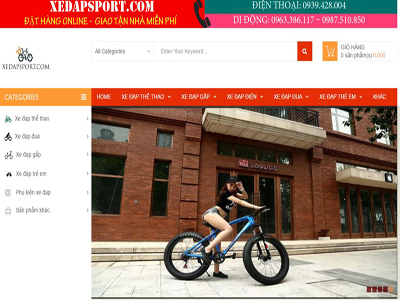 XEDAPSPORT.COM
ĐẶT HÀNG ONLINE - GIAO TẬN NHÀ MIỄN PHÍ
ĐIỆN THOẠI: 0939.428.004
DI ĐỘNG: 0963.386.117 - 0987.510.850
XEDAPSPORT.COM
All Categories
Enter Your Keyword...
GIỎ HÀNG
0 sản phẩm(s) 0.000
CATEGORIES
HOME XE ĐẠP THỂ THAO XE ĐẠP GẤP XE ĐẠP ĐIỆN XE ĐẠP ĐUA XE ĐẠP TRẺ EM KHÁC
Xe đạp thể thao
Xe đạp đua
Xe đạp gấp
Xe đạp trẻ em
Phụ kiện xe đạp
Sản phẩm khác